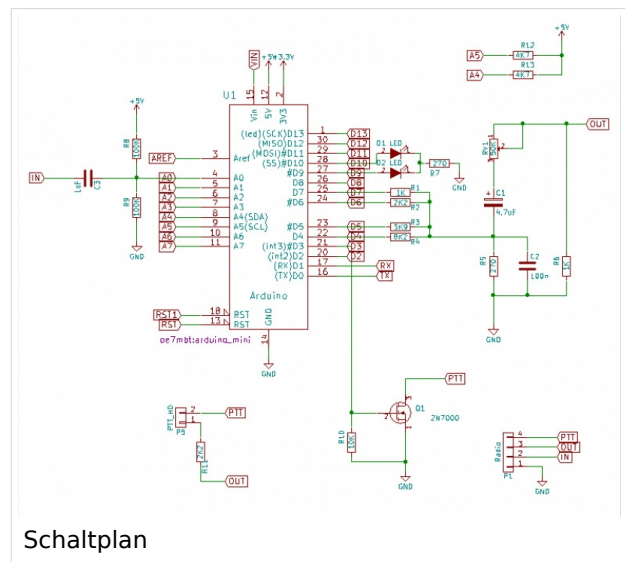 +5V
R12
4K7
A5
R13
4K7
A4
VIN
+5V
+3.3V
U1
15
12
2
Vin
5V
3V3
+5V
R8
100K
AREF
3
Aref
IN
1nF
C3
R9
100K
GND
A0
4
A0
A1
5
A1
A2
6
A2
A3
7
A3
A4
8
A4(SDA)
A5
9
A5(SCL)
A6
10
A6
A7
11
A7
(led)(SCK)D13
1
D13
(MISO)D12
30
D12
(MOSI)#D11
29
D11
(SS)#D10
28
D10
#D9
27
D9
D8
26
D8
D7
25
D7
#D6
24
D6
#D5
23
D5
D4
22
D4
(int3)#D3
21
D3
(int2)D2
20
D2
(RX)D1
17
RX
(TX)D0
16
TX
D1 LED
D2 LED
270
R7
GND
1K
R1
2K2
R2
3K9
R3
8K2
R4
OUT
C1
4.7uF
R5
270
C2
100n
R6
1K
GND
Arduino
RST1
18
RST
RST
13
RST
GND
14
oe7mbt:arduino_mini
GND
PTT
Q1
2N7000
3
2
1
R10
10K
GND
PTT_HD
P5
2
1
PTT
2K2
R11
OUT
Radio
P1
4
PTT
3
OUT
2
IN
1
GND
Schaltplan